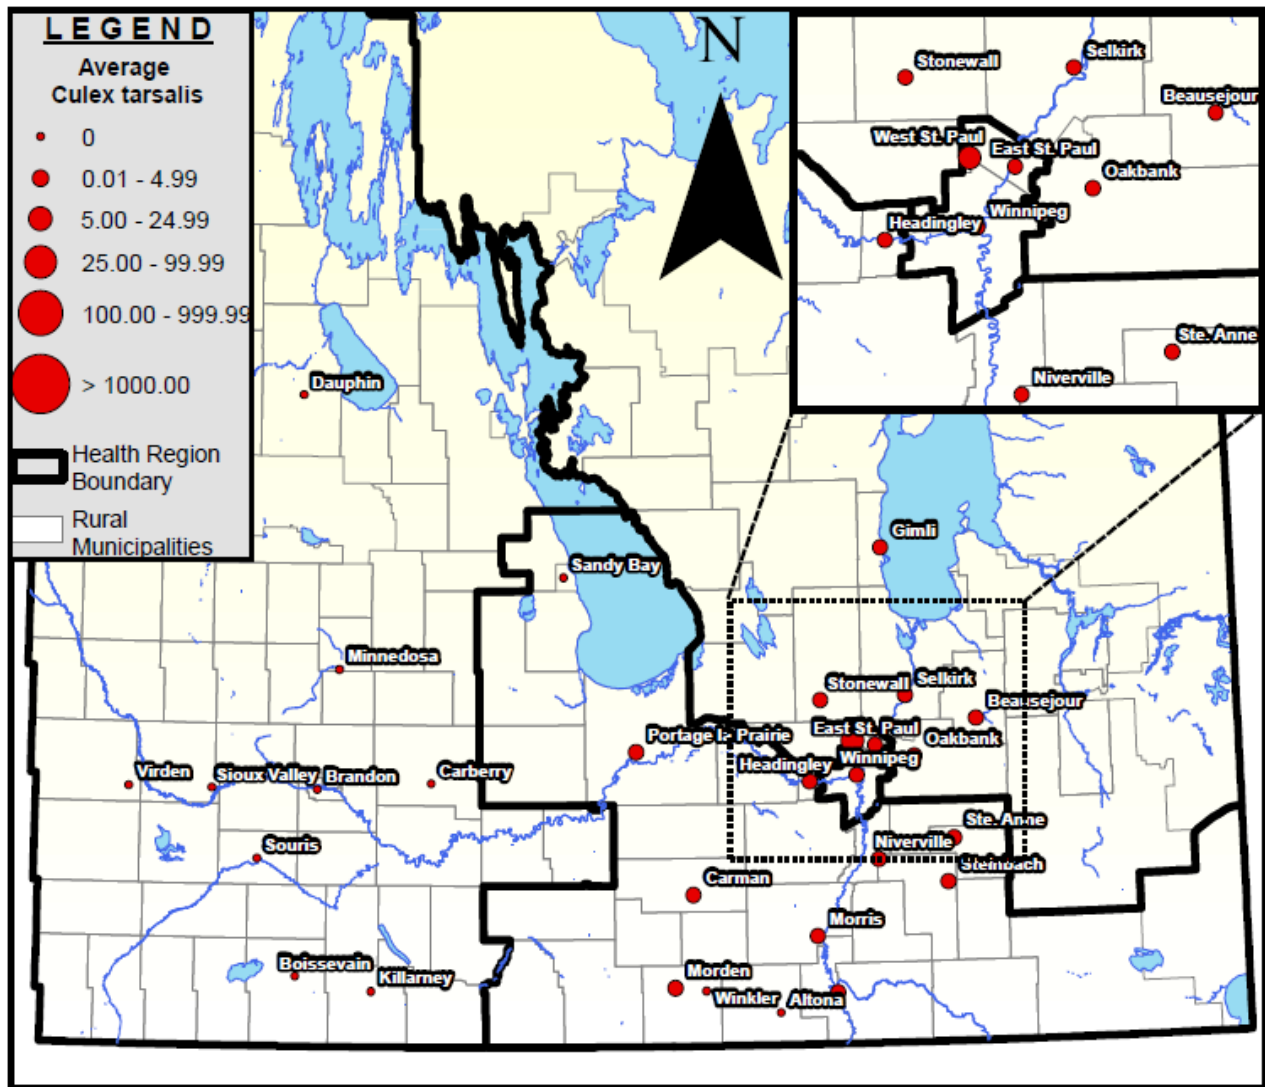 LEGEND
Average
Culex tarsalis
0
0.01 - 4.99
5.00 - 24.99
25.00 - 99.99
100.00 - 999.99
> 1000.00
Health Region
Boundary
Rural
Municipalities
N
Stonewall
Selkirk
Beausejour
West St. Paul
East St. Paul
Oakbank
Winnipeg
Headingley
Ste. Anne
Niverville
Dauphin
Gimli
Sandy Bay
Minnedosa
Stonewall
Selkirk
Beausejour
East St. Paul
Portage la Prairie
Oakbank
Winnipeg
Headingley
Virden
Sioux Valley
Brandon
Carberry
Souris
Ste. Anne
Niverville
Steinbach
Carman
Morris
Boissevain
Killarney
Morden
Winkler
Altona